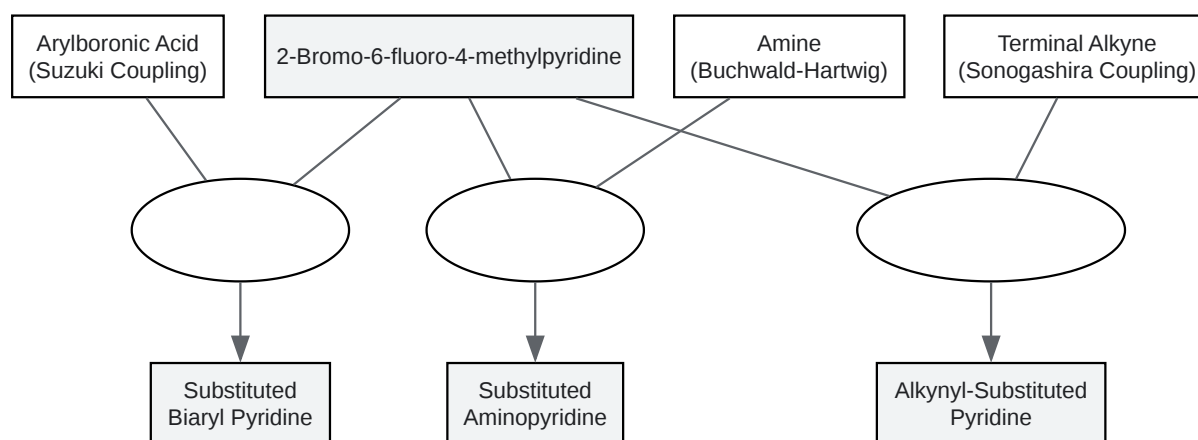 Arylboronic Acid
(Suzuki Coupling)
2-Bromo-6-fluoro-4-methylpyridine
Amine
(Buchwald-Hartwig)
Terminal Alkyne
(Sonogashira Coupling)
Substituted
Biaryl Pyridine
Substituted
Aminopyridine
Alkynyl-Substituted
Pyridine